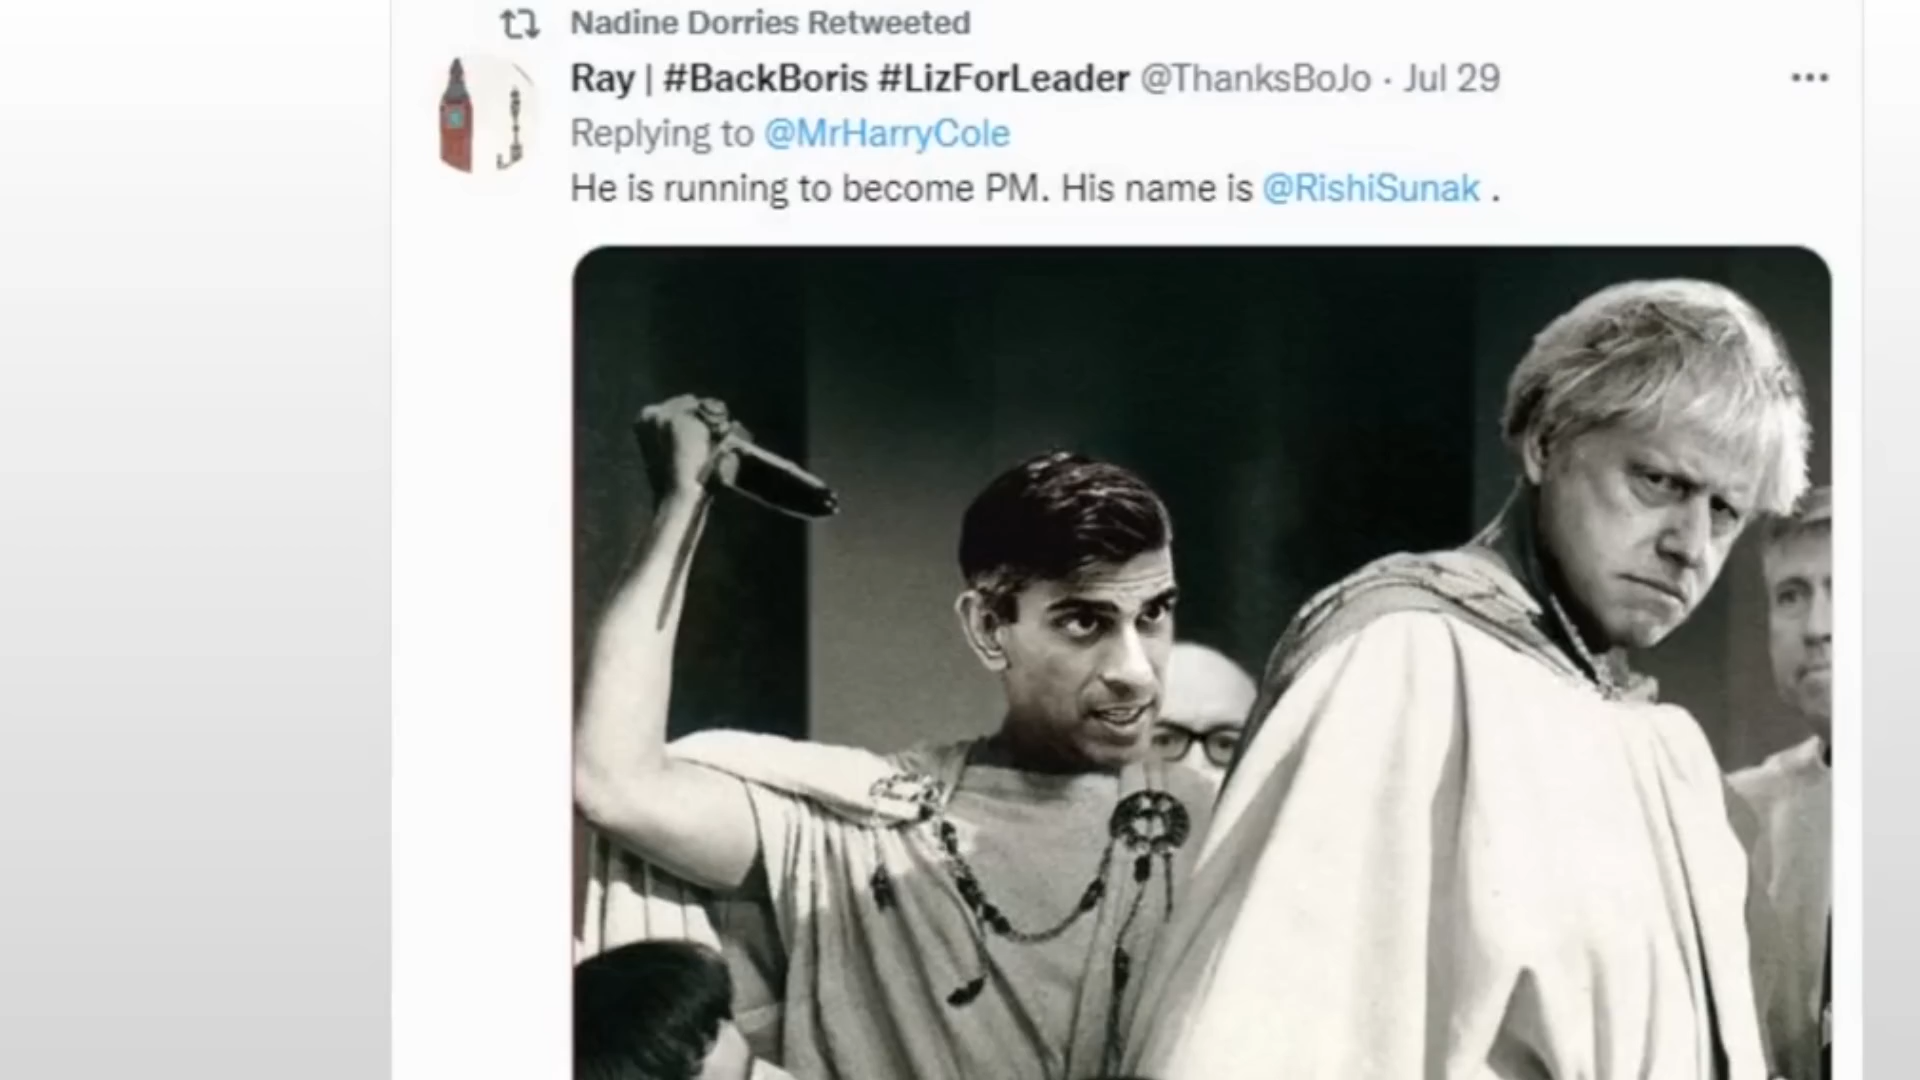 Nadine Dorries Retweeted
Ray | #BackBoris #LizForLeader @ThanksBoJo · Jul 29
Replying to @MrHarryCole
He is running to become PM. His name is @RishiSunak .